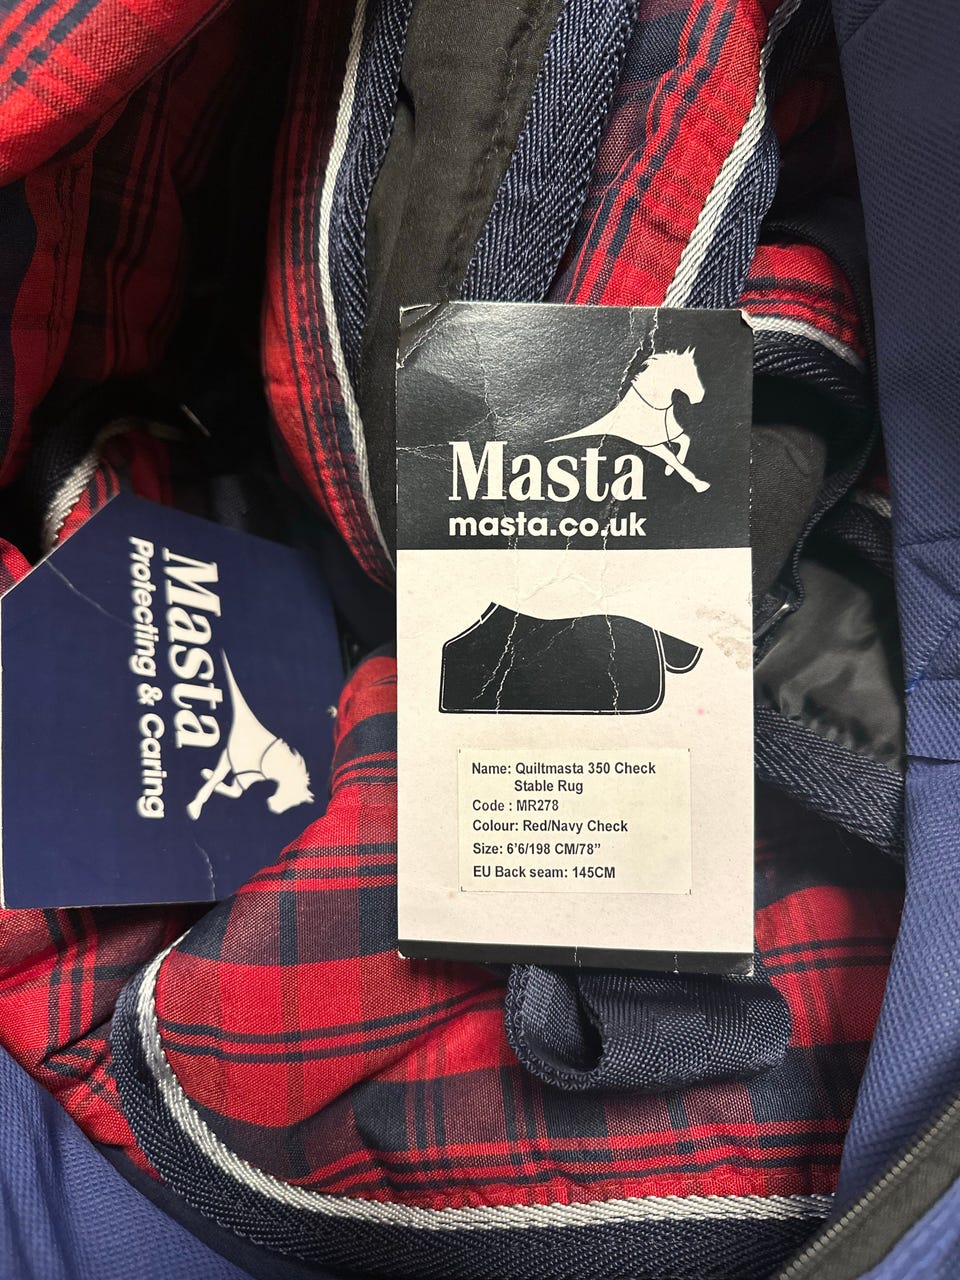 Masta
masta.co.uk
Name: Quiltmasta 350 Check
Stable Rug
Code : MR278
Colour: Red/Navy Check
Size: 6'6/198 CM/78”
EU Back seam: 145CM
Masta
Protecting & Caring